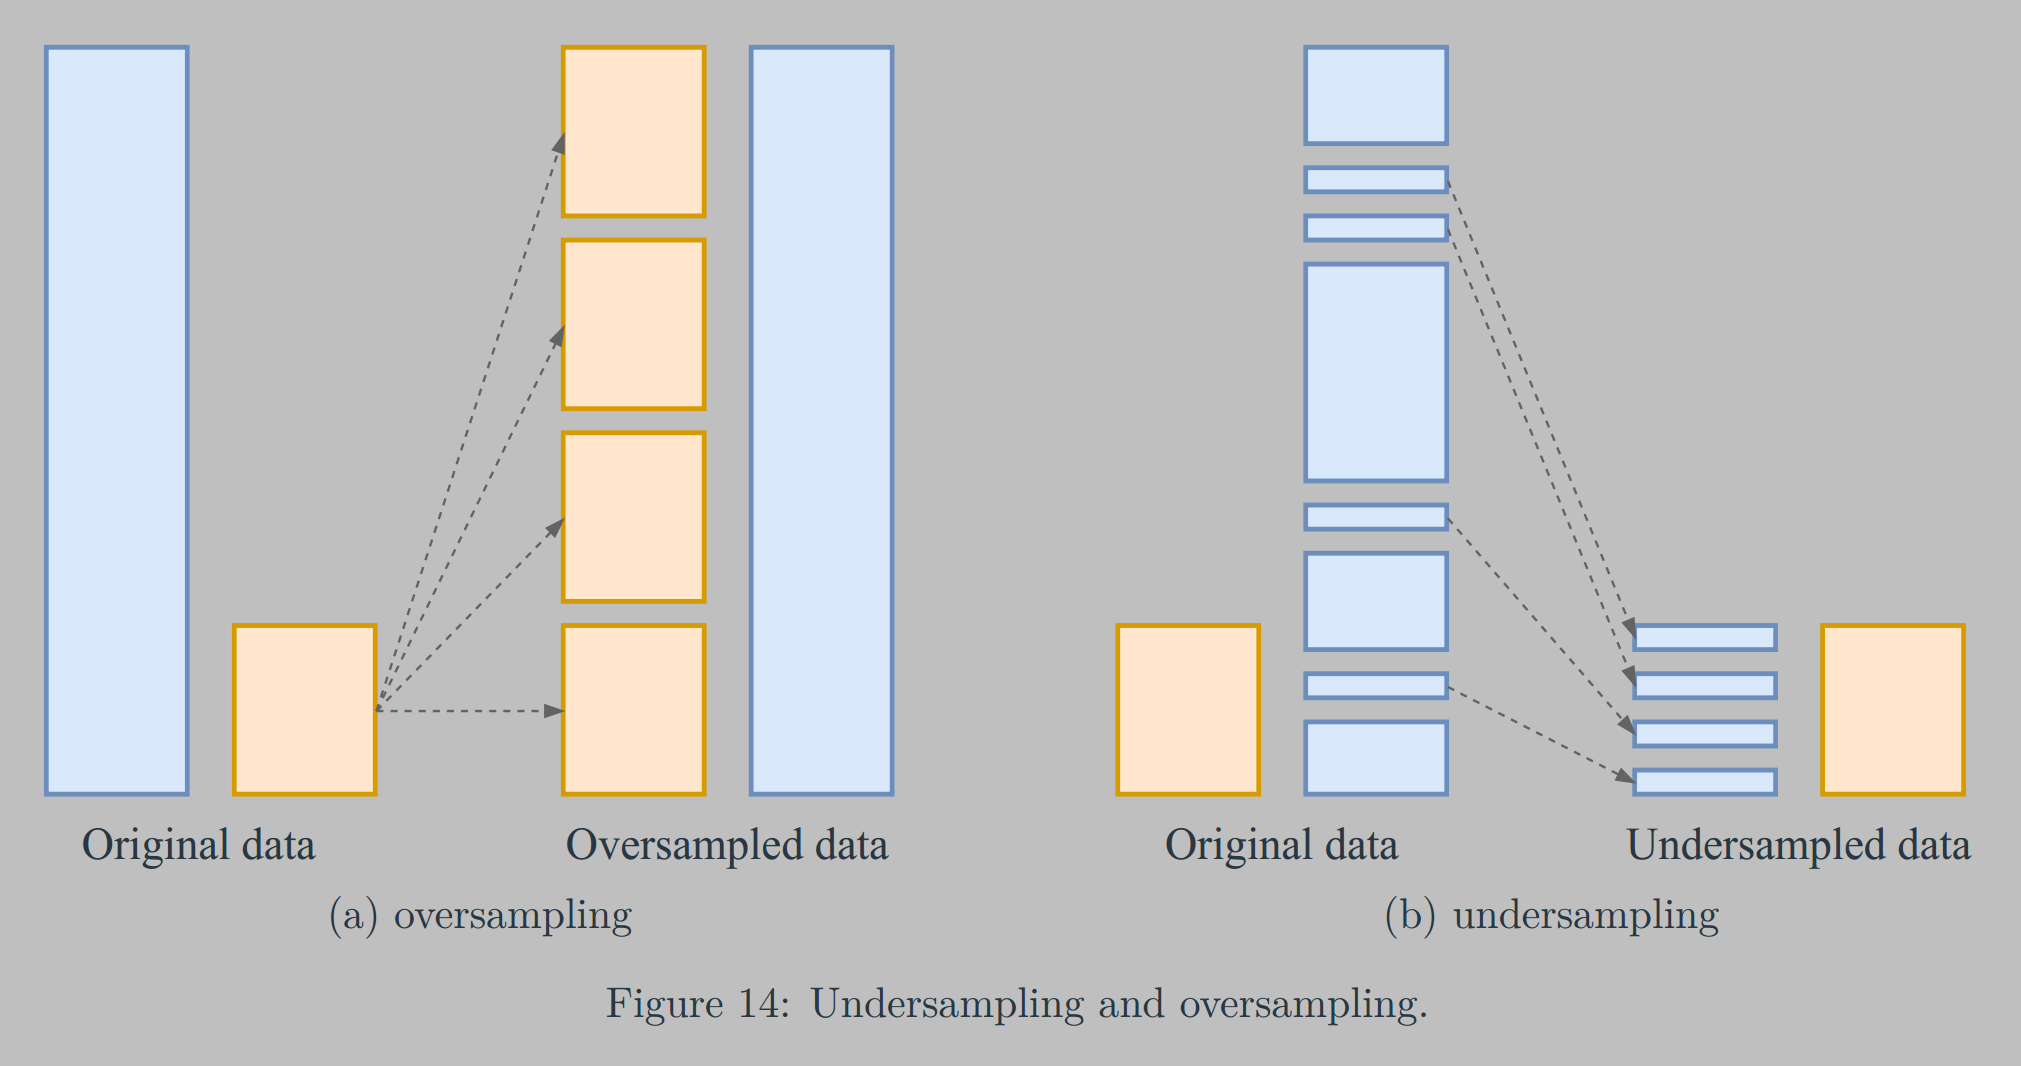 Original data
Oversampled data
Original data
Undersampled data
(a) oversampling
(b) undersampling
Figure 14: Undersampling and oversampling.